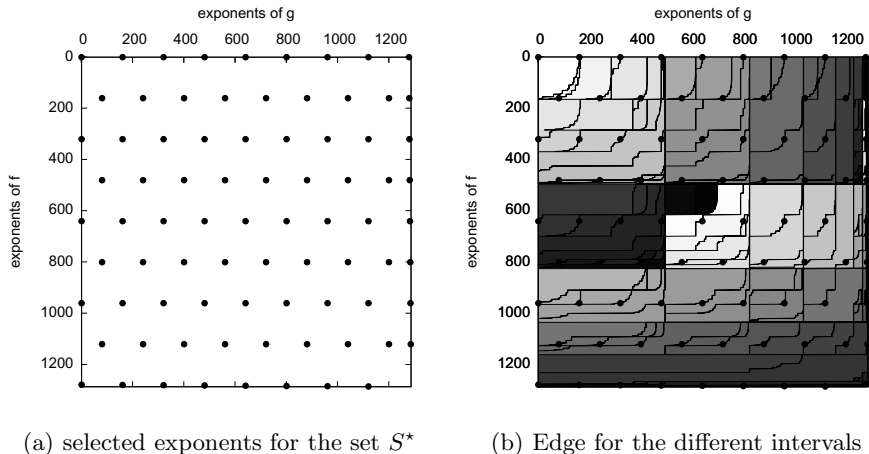 exponents of g
0 200 400 600 800 1000 1200
0
200
400
600
800
1000
1200
exponents of f
(a) selected exponents for the set S⋆
exponents of g
0 200 400 600 800 1000 1200
0
200
400
600
800
1000
1200
exponents of f
(b) Edge for the different intervals